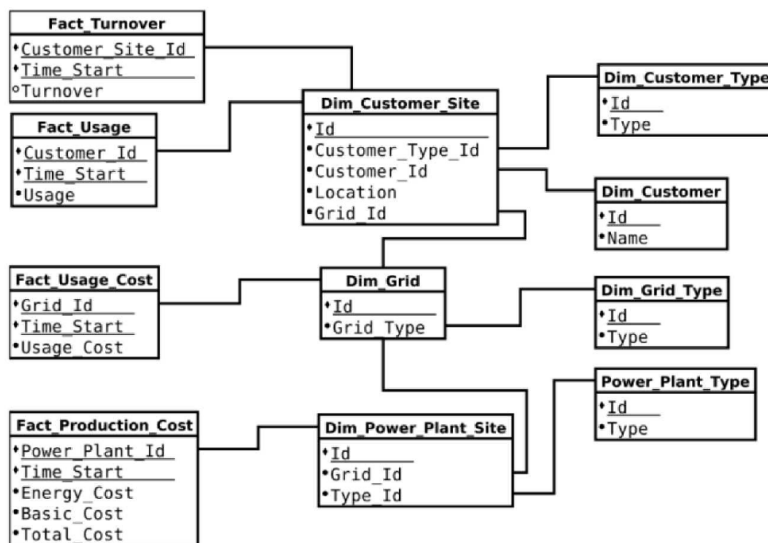 Fact_Turnover
Customer_Site_Id
Time_Start
Turnover
Fact_Usage
Customer_Id
Time_Start
Usage
Dim_Customer_Site
Id
Customer_Type_Id
Customer_Id
Location
Grid_Id
Dim_Customer_Type
Id
Type
Dim_Customer
Id
Name
Fact_Usage_Cost
Grid_Id
Time_Start
Usage_Cost
Dim_Grid
Id
Grid_Type
Dim_Grid_Type
Id
Type
Power_Plant_Type
Id
Type
Fact_Production_Cost
Power_Plant_Id
Time_Start
Energy_Cost
Basic_Cost
Total_Cost
Dim_Power_Plant_Site
Id
Grid_Id
Type_Id